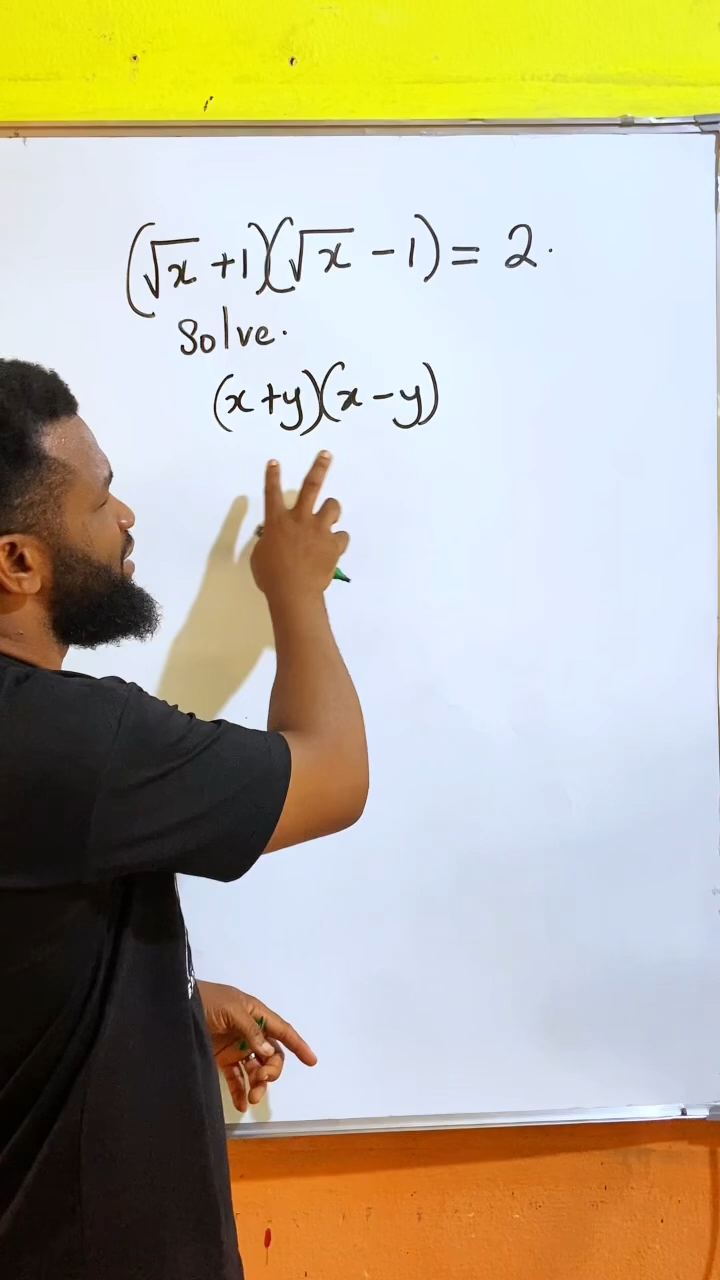 (√x +1)(√x −1) = 2.
Solve.
(x+y)(x−y)